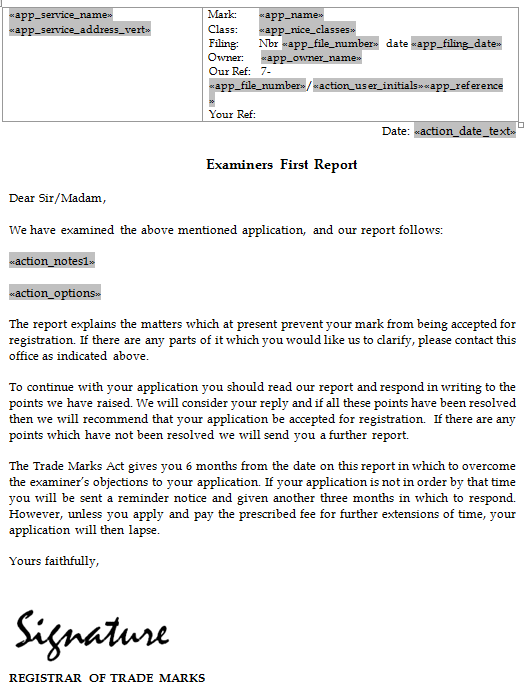 «app_service_name»
«app_service_address_vert»
Mark: «app_name»
Class: «app_nice_classes»
Filing: Nbr «app_file_number» date «app_filing_date»
Owner: «app_owner_name»
Our Ref: 7-
«app_file_number»/«action_user_initials»«app_reference
»
Your Ref:
Date: «action_date_text»
Examiners First Report
Dear Sir/Madam,
We have examined the above mentioned application, and our report follows:
«action_notes1»
«action_options»
The report explains the matters which at present prevent your mark from being accepted for
registration. If there are any parts of it which you would like us to clarify, please contact this
office as indicated above.
To continue with your application you should read our report and respond in writing to the
points we have raised. We will consider your reply and if all these points have been resolved
then we will recommend that your application be accepted for registration. If there are any
points which have not been resolved we will send you a further report.
The Trade Marks Act gives you 6 months from the date on this report in which to overcome
the examiner's objections to your application. If your application is not in order by that time
you will be sent a reminder notice and given another three months in which to respond.
However, unless you apply and pay the prescribed fee for further extensions of time, your
application will then lapse.
Yours faithfully,
Signature
REGISTRAR OF TRADE MARKS